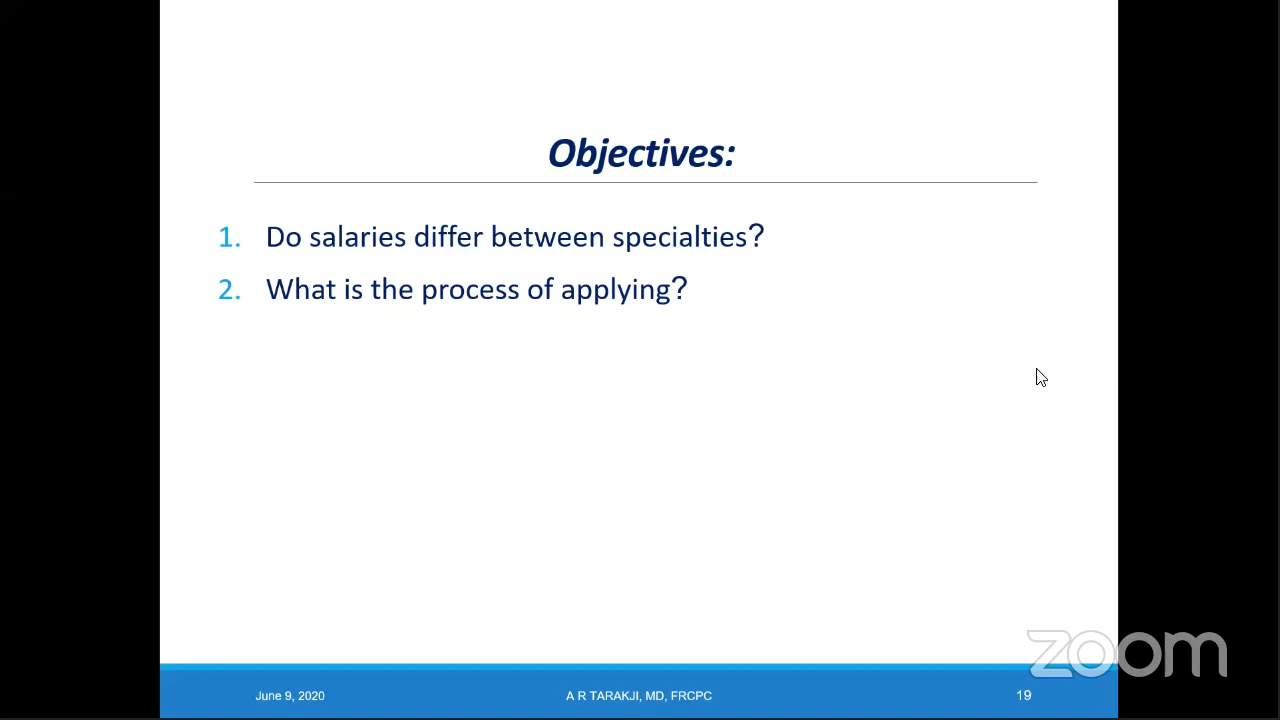 Objectives:
1. Do salaries differ between specialties?
2. What is the process of applying?
zoom
June 9, 2020
A R TARAKJI, MD, FRCPC
19